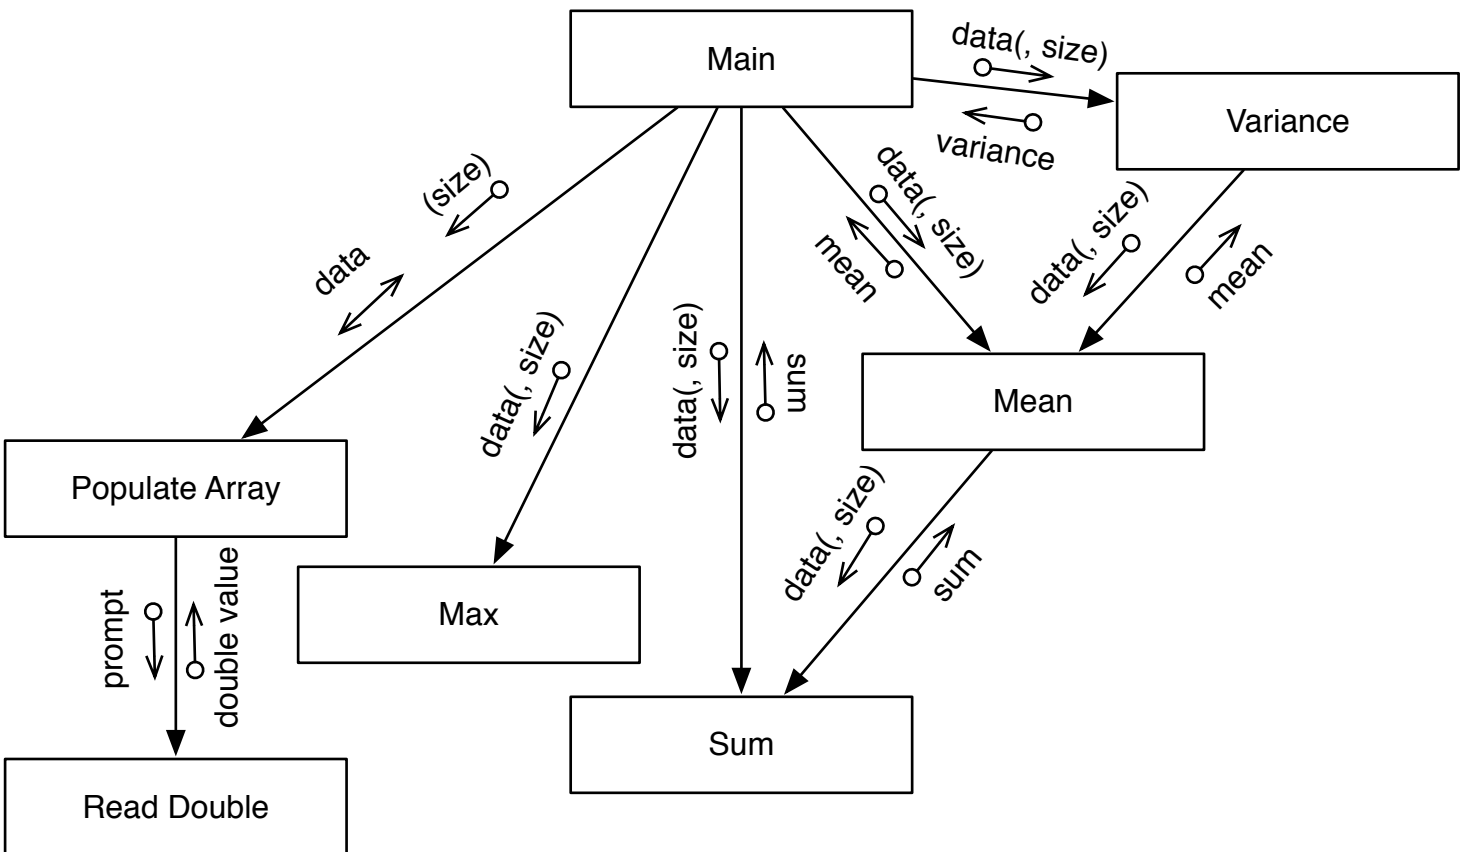 Main
data(, size)
variance
Variance
(size)
data
data(, size)
mean
data(, size)
mean
data(, size)
data(, size)
sum
Mean
Populate Array
data(, size)
sum
prompt
double value
Max
Sum
Read Double